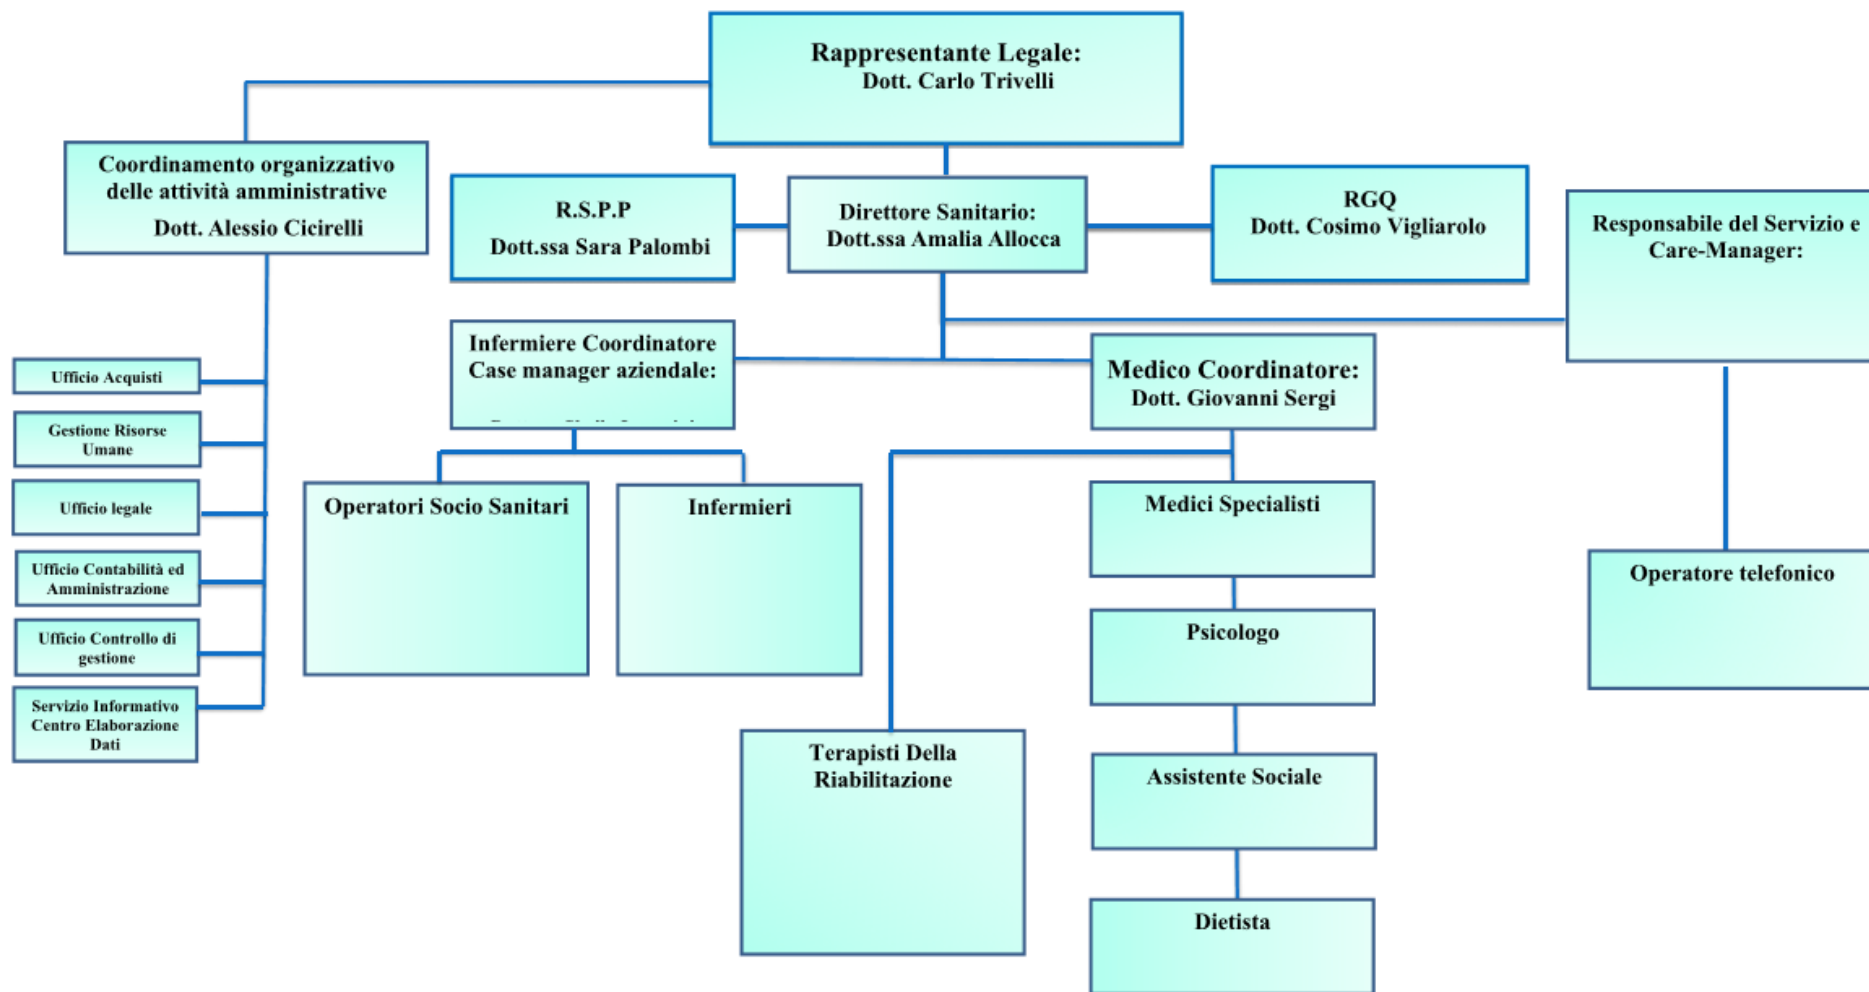 Rappresentante Legale:
Dott. Carlo Trivelli
Coordinamento organizzativo
delle attività amministrative
Dott. Alessio Cicirelli
R.S.P.P
Dott.ssa Sara Palombi
Direttore Sanitario:
Dott.ssa Amalia Allocca
RGQ
Dott. Cosimo Vigliarolo
Responsabile del Servizio e
Care-Manager:
Infermiere Coordinatore
Case manager aziendale:
Medico Coordinatore:
Dott. Giovanni Sergi
Ufficio Acquisti
Gestione Risorse
Umane
Ufficio legale
Ufficio Contabilità ed
Amministrazione
Ufficio Controllo di
gestione
Servizio Informativo
Centro Elaborazione
Dati
Operatori Socio Sanitari
Infermieri
Medici Specialisti
Psicologo
Assistente Sociale
Dietista
Terapisti Della
Riabilitazione
Operatore telefonico